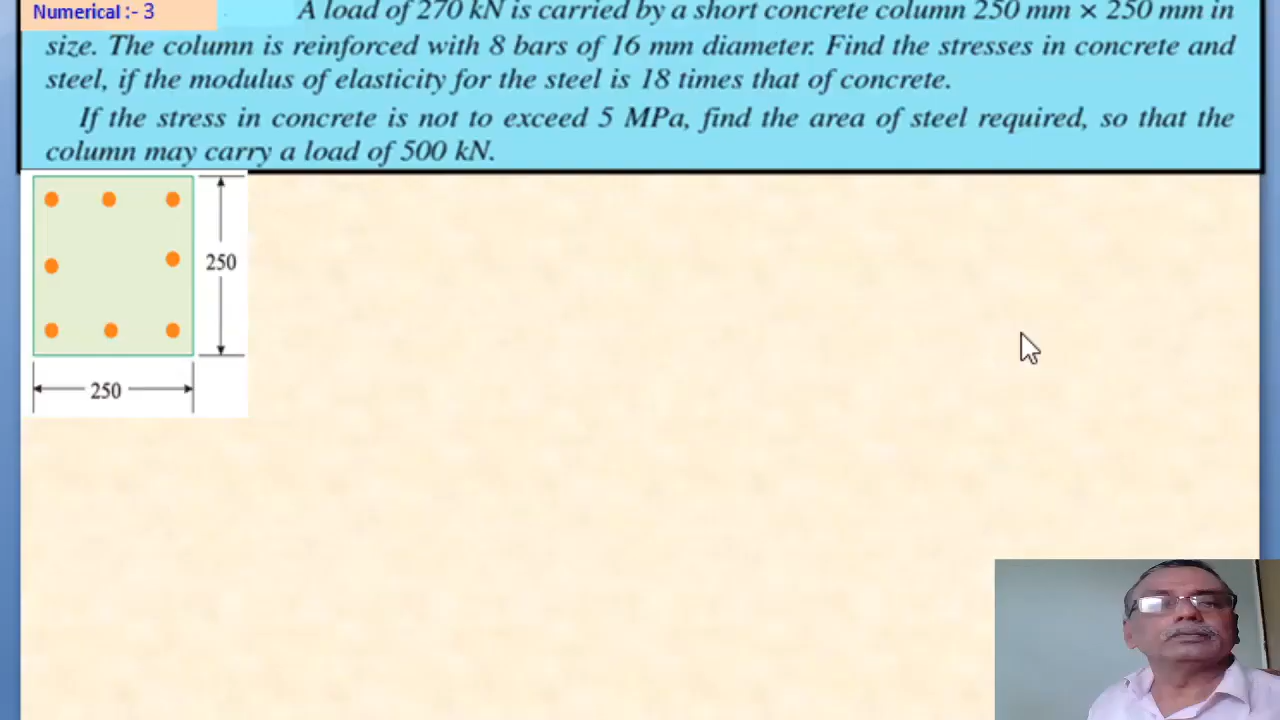 Numerical :- 3
A load of 270 kN is carried by a short concrete column 250 mm × 250 mm in
size. The column is reinforced with 8 bars of 16 mm diameter. Find the stresses in concrete and
steel, if the modulus of elasticity for the steel is 18 times that of concrete.
If the stress in concrete is not to exceed 5 MPa, find the area of steel required, so that the
column may carry a load of 500 kN.
250
250